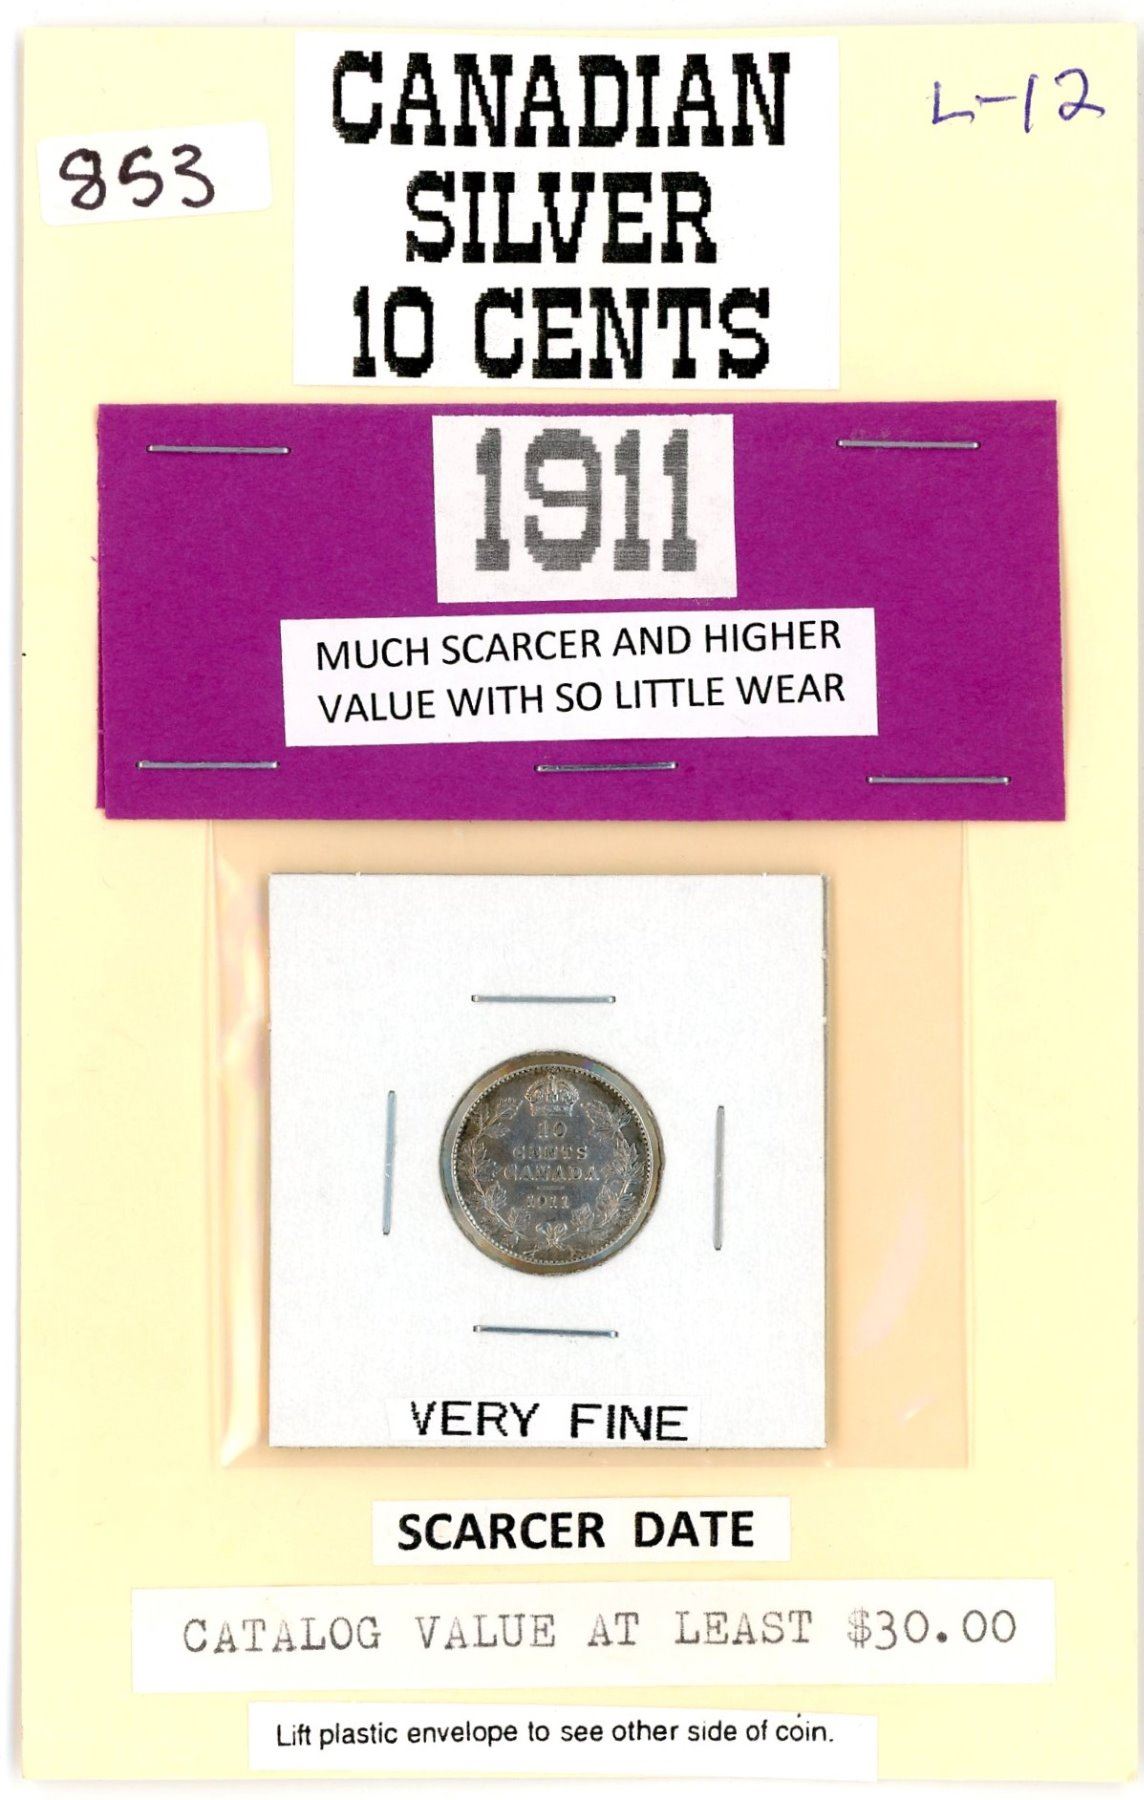 CANADIAN
SILVER
10 CENTS
L-12
853
1911
MUCH SCARCER AND HIGHER
VALUE WITH SO LITTLE WEAR
10
CENTS
CANADA
1911
VERY FINE
SCARCER DATE
CATALOG VALUE AT LEAST $30.00
Lift plastic envelope to see other side of coin.